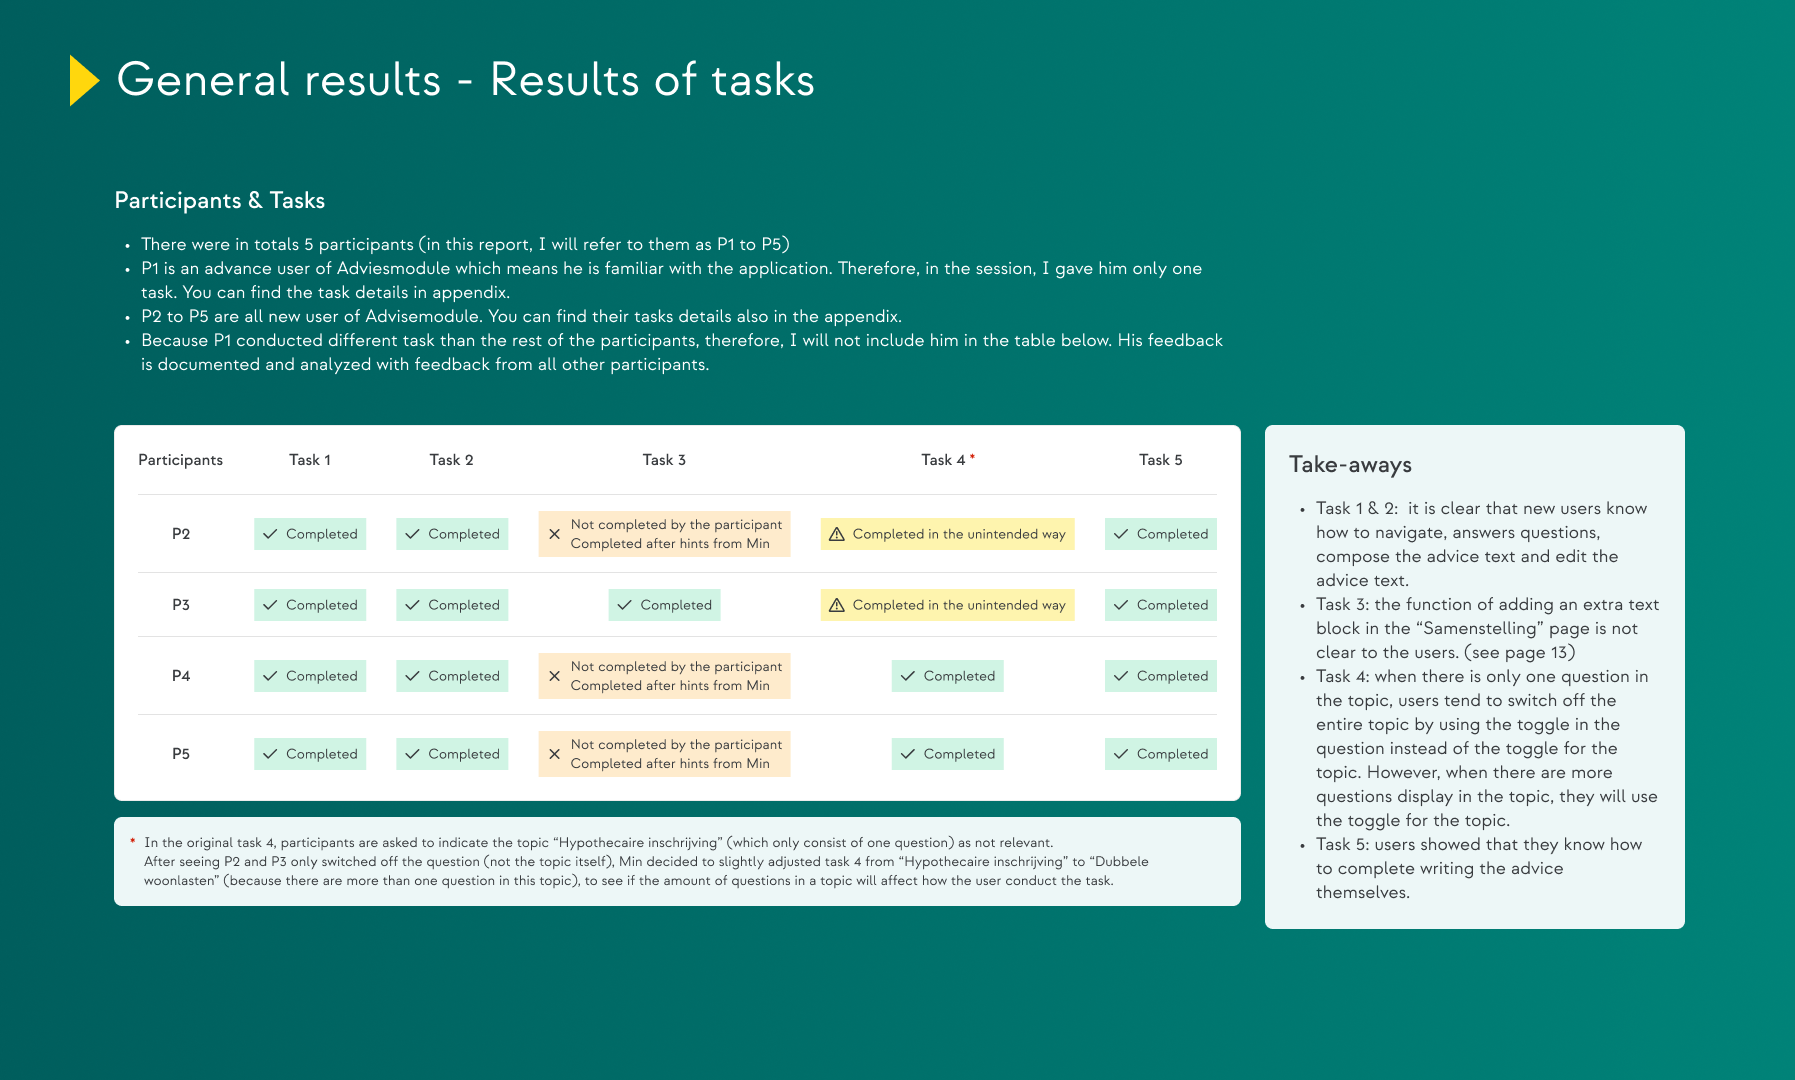 General results - Results of tasks
Participants & Tasks
• There were in totals 5 participants (in this report, I will refer to them as P1 to P5)
• P1 is an advance user of Adviesmodule which means he is familiar with the application. Therefore, in the session, I gave him only one
task. You can find the task details in appendix.
• P2 to P5 are all new user of Advisemodule. You can find their tasks details also in the appendix.
• Because P1 conducted different task than the rest of the participants, therefore, I will not include him in the table below. His feedback
is documented and analyzed with feedback from all other participants.
Participants Task 1 Task 2 Task 3 Task 4 * Task 5
P2 Completed Completed Not completed by the participant Completed in the unintended way Completed
Completed after hints from Min
P3 Completed Completed Completed Completed in the unintended way Completed
P4 Completed Completed Not completed by the participant Completed Completed
Completed after hints from Min
P5 Completed Completed Not completed by the participant Completed Completed
Completed after hints from Min
* In the original task 4, participants are asked to indicate the topic “Hypothecaire inschrijving” (which only consist of one question) as not relevant.
After seeing P2 and P3 only switched off the question (not the topic itself), Min decided to slightly adjusted task 4 from “Hypothecaire inschrijving” to “Dubbele
woonlasten” (because there are more than one question in this topic), to see if the amount of questions in a topic will affect how the user conduct the task.
Take-aways
• Task 1 & 2: it is clear that new users know
how to navigate, answers questions,
compose the advice text and edit the
advice text.
• Task 3: the function of adding an extra text
block in the “Samenstelling” page is not
clear to the users. (see page 13)
• Task 4: when there is only one question in
the topic, users tend to switch off the
entire topic by using the toggle in the
question instead of the toggle for the
topic. However, when there are more
questions display in the topic, they will use
the toggle for the topic.
• Task 5: users showed that they know how
to complete writing the advice
themselves.